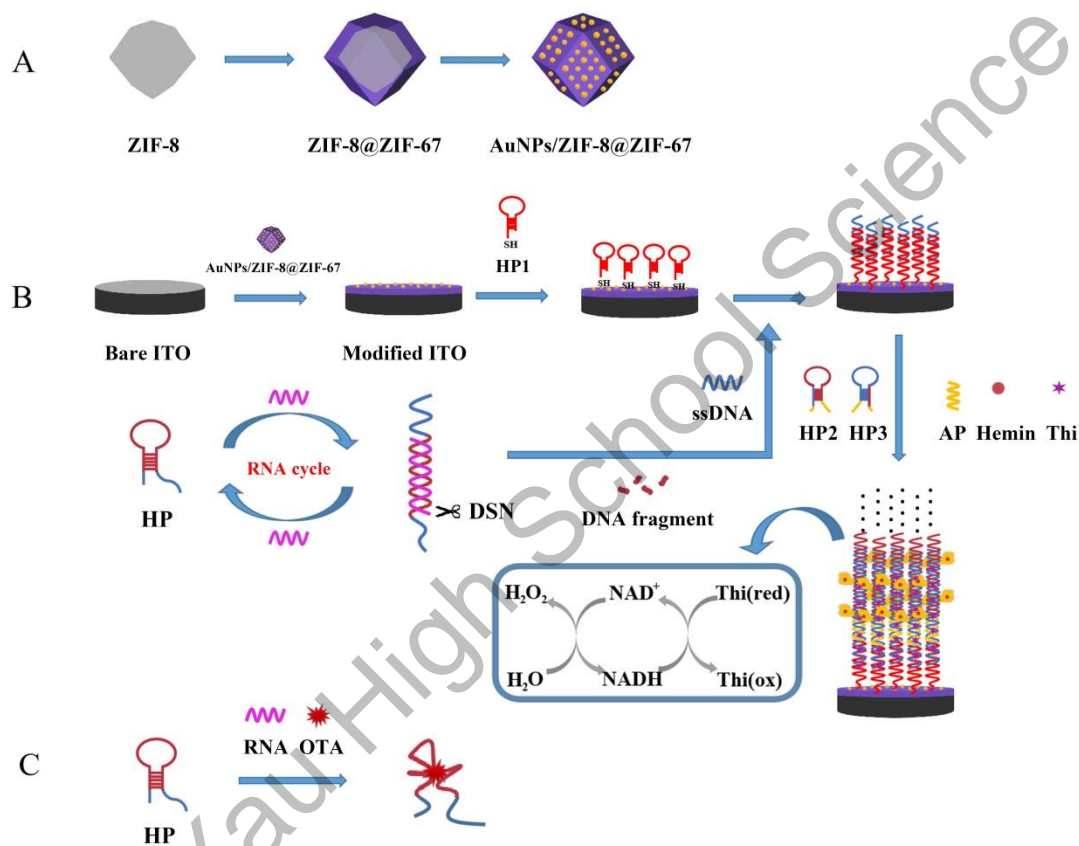 A
ZIF-8
ZIF-8@ZIF-67
AuNPs/ZIF-8@ZIF-67
B
AuNPs/ZIF-8@ZIF-67
SH
HP1
SH SH SH SH
Bare ITO
Modified ITO
ssDNA
HP2 HP3
AP Hemin Thi
HP
RNA cycle
DSN
DNA fragment
H₂O₂ NAD⁺ Thi(red)
H₂O NADH Thi(ox)
C
RNA OTA
HP
Yau High School Science